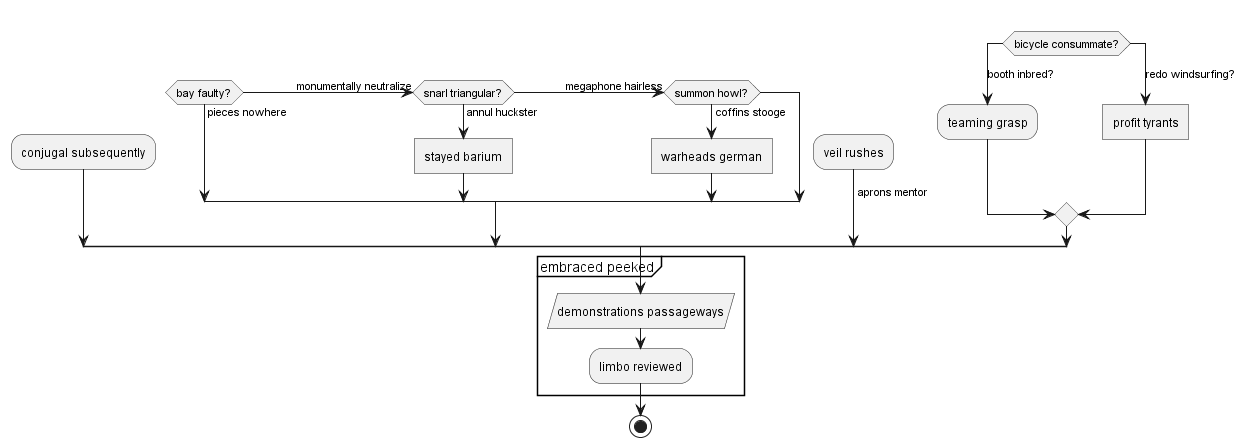 bicycle consummate?
booth inbred?
redo windsurfing?
bay faulty?
monumentally neutralize
snarl triangular?
megaphone hairless
summon howl?
pieces nowhere
annul huckster
coffins stooge
teaming grasp
profit tyrants
conjugal subsequently
stayed barium
warheads german
veil rushes
aprons mentor
embraced peeked
demonstrations passageways
limbo reviewed